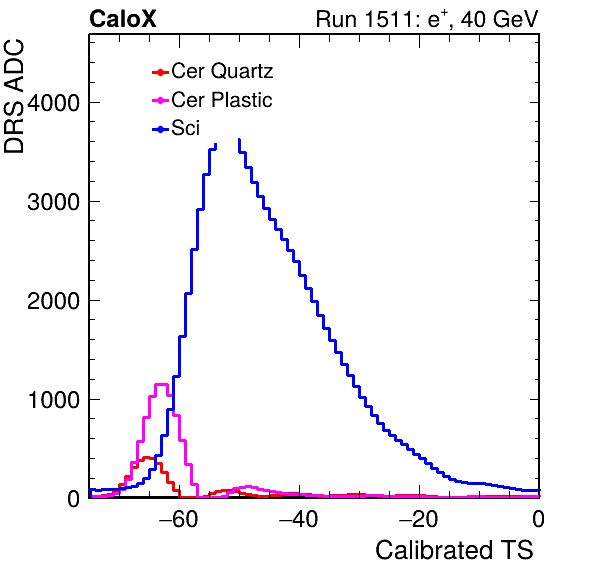 CaloX Run 1511: e+, 40 GeV
DRS ADC
Cer Quartz
Cer Plastic
Sci
4000
3000
2000
1000
0
−60 −40 −20 0
Calibrated TS